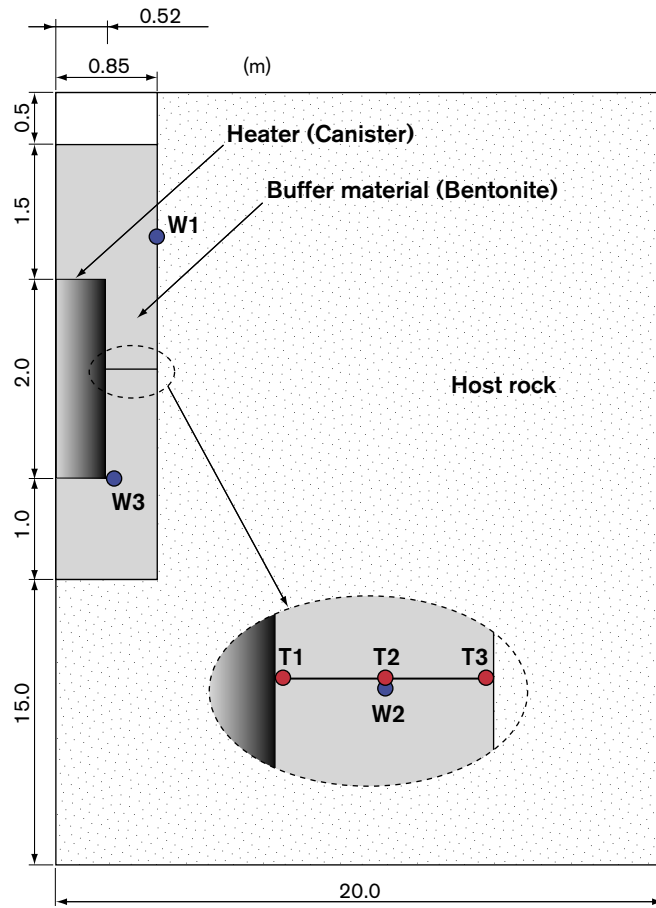 0.52
0.85
(m)
0.5
Heater (Canister)
Buffer material (Bentonite)
1.5
W1
2.0
Host rock
W3
1.0
T1
T2
T3
W2
15.0
20.0